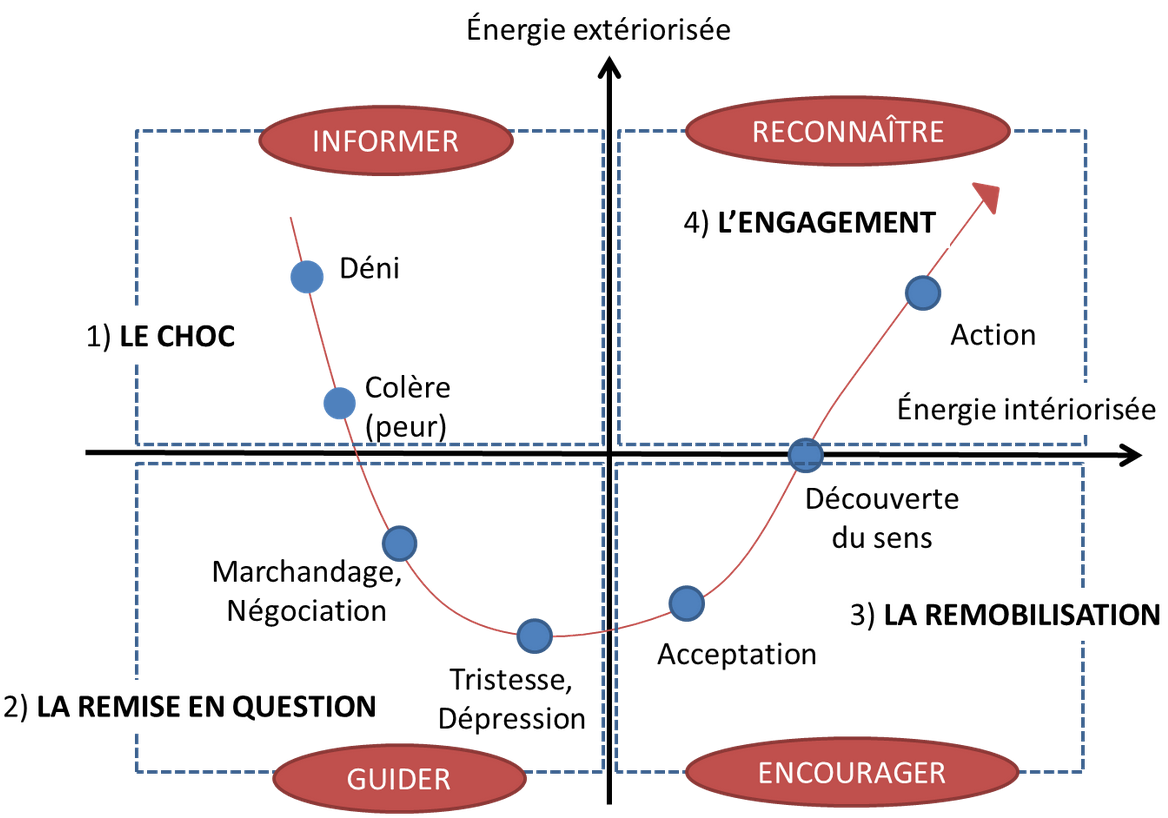 Énergie extériorisée
INFORMER
RECONNAÎTRE
4) L’ENGAGEMENT
Déni
1) LE CHOC
Action
Colère
(peur)
Énergie intériorisée
Découverte
du sens
Marchandage,
Négociation
3) LA REMOBILISATION
Acceptation
Tristesse,
Dépression
2) LA REMISE EN QUESTION
GUIDER
ENCOURAGER